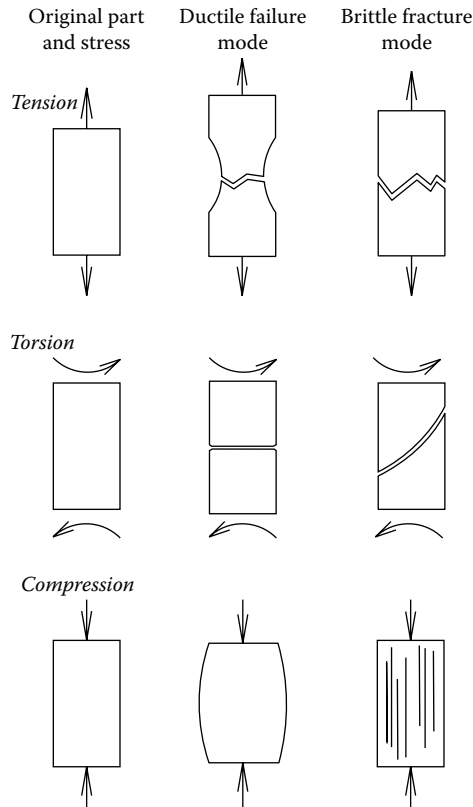 Original part
and stress
Ductile failure
mode
Brittle fracture
mode
Tension
Torsion
Compression